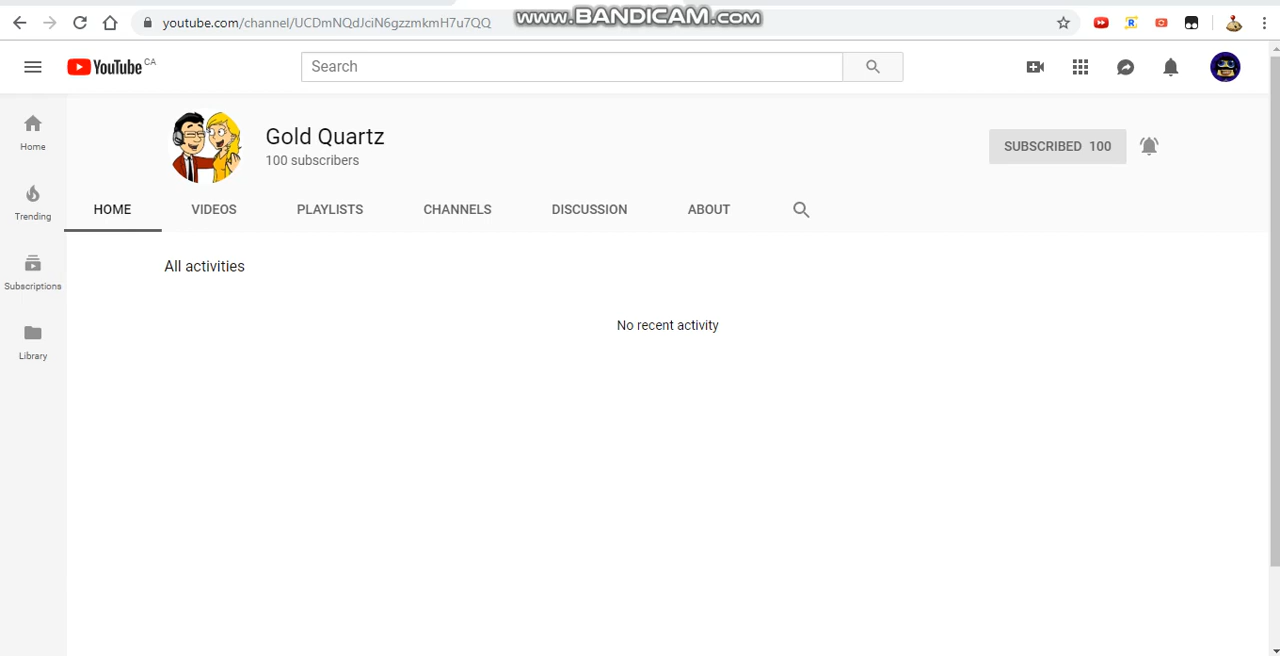 youtube.com/channel/UCDmNQdJciN6gzzmkmH7u7QQ
www.BANDICAM.com
YouTube CA
Search
Home
Trending
Subscriptions
Library
Gold Quartz
100 subscribers
SUBSCRIBED 100
HOME VIDEOS PLAYLISTS CHANNELS DISCUSSION ABOUT
All activities
No recent activity